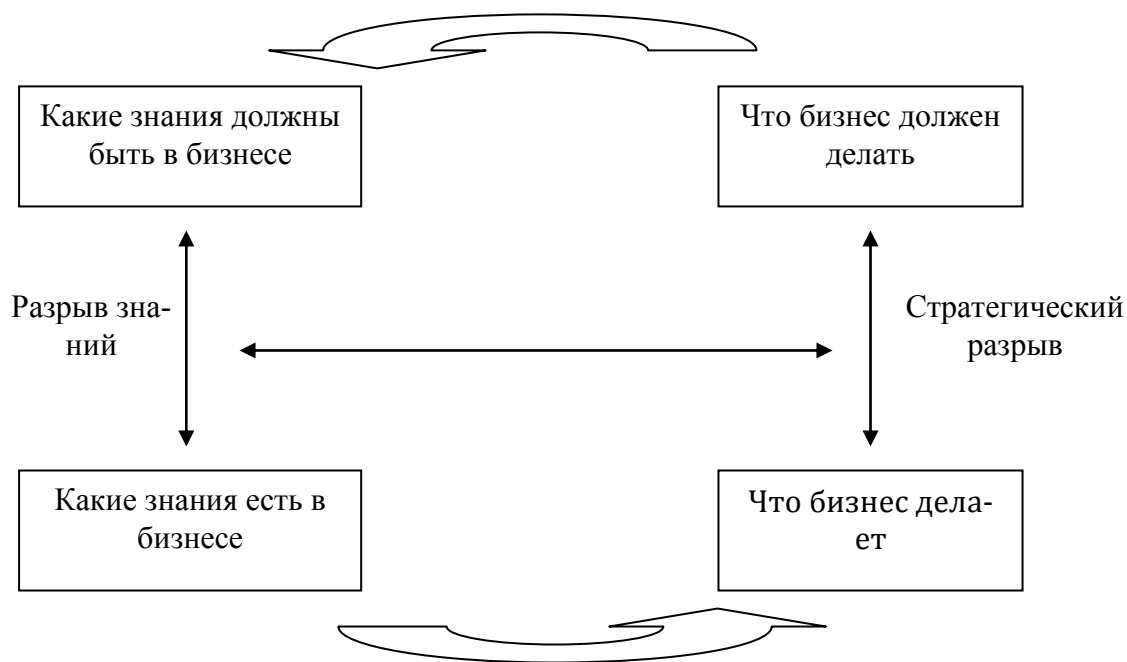 Какие знания должны
быть в бизнесе
Что бизнес должен
делать
Разрыв зна-
ний
Стратегический
разрыв
Какие знания есть в
бизнесе
Что бизнес дела-
ет